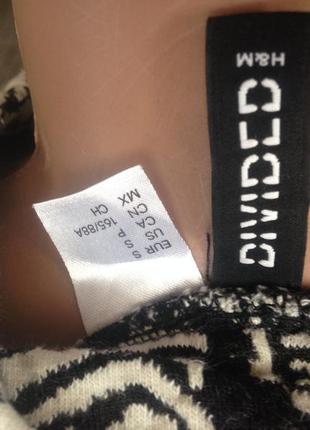 H&M
DIVIDED
EUR S
US S
CA P
CN 165/88A
MX CH